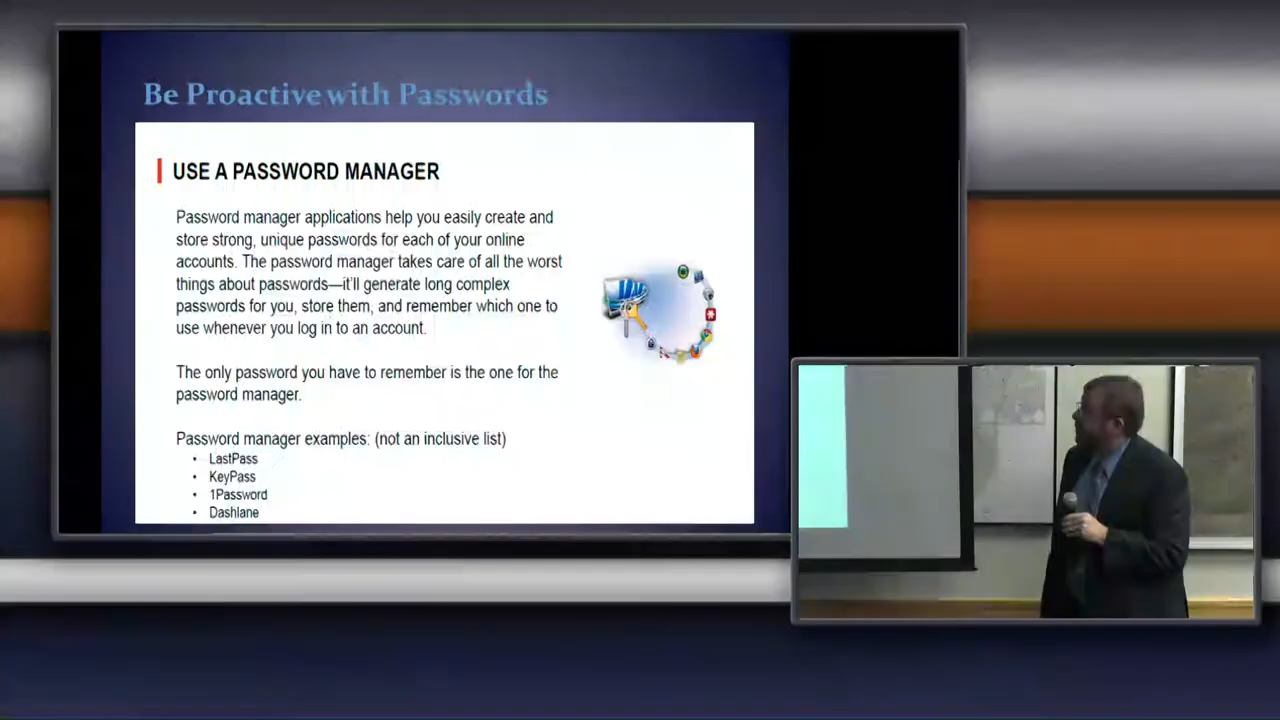 Be Proactive with Passwords
USE A PASSWORD MANAGER
Password manager applications help you easily create and
store strong, unique passwords for each of your online
accounts. The password manager takes care of all the worst
things about passwords—it'll generate long complex
passwords for you, store them, and remember which one to
use whenever you log in to an account.
The only password you have to remember is the one for the
password manager.
Password manager examples: (not an inclusive list)
• LastPass
• KeyPass
• 1Password
• Dashlane